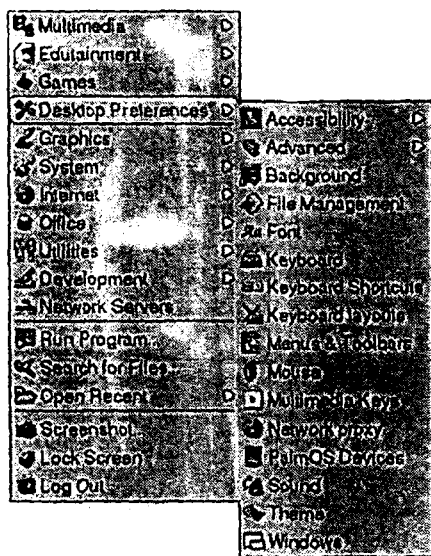 Multimedia
Edutainment
Games
Desktop Preferences
Graphics
System
Internet
Office
Utilities
Development
Network Servers
Run Program...
Search for Files...
Open Recent
Screenshot...
Lock Screen
Log Out...
Accessibility
Advanced
Background
File Management
Font
Keyboard
Keyboard Shortcuts
Keyboard layouts
Menus & Toolbars
Mouse
Multimedia Keys
Network proxy
PalmOS Devices
Sound
Theme
Windows